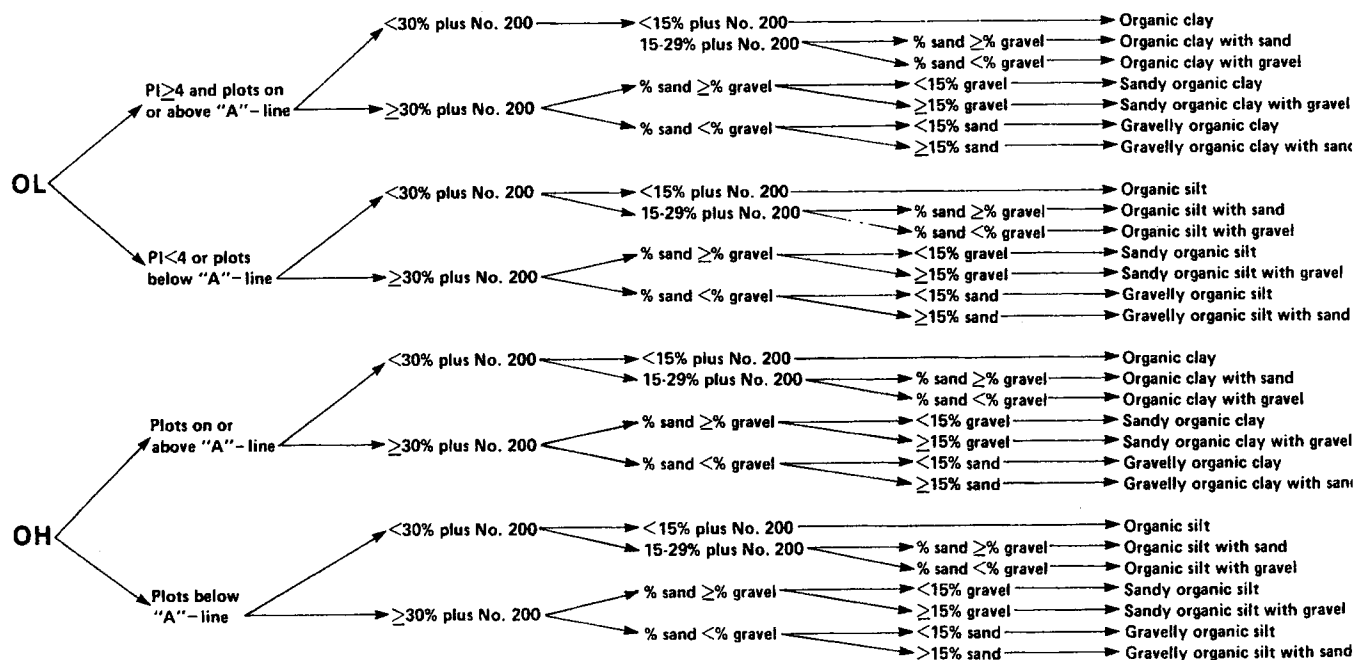 <30% plus No. 200 <15% plus No. 200 Organic clay
15-29% plus No. 200 % sand ≥% gravel Organic clay with sand
% sand <% gravel Organic clay with gravel
PI≥4 and plots on
or above "A"-line
≥30% plus No. 200 % sand ≥% gravel <15% gravel Sandy organic clay
≥15% gravel Sandy organic clay with gravel
% sand <% gravel <15% sand Gravelly organic clay
≥15% sand Gravelly organic clay with sand
OL
<30% plus No. 200 <15% plus No. 200 Organic silt
15-29% plus No. 200 % sand ≥% gravel Organic silt with sand
% sand <% gravel Organic silt with gravel
PI<4 or plots
below "A"-line
≥30% plus No. 200 % sand ≥% gravel <15% gravel Sandy organic silt
≥15% gravel Sandy organic silt with gravel
% sand <% gravel <15% sand Gravelly organic silt
≥15% sand Gravelly organic silt with sand
<30% plus No. 200 <15% plus No. 200 Organic clay
15-29% plus No. 200 % sand ≥% gravel Organic clay with sand
% sand <% gravel Organic clay with gravel
Plots on or
above "A"-line
≥30% plus No. 200 % sand ≥% gravel <15% gravel Sandy organic clay
≥15% gravel Sandy organic clay with gravel
% sand <% gravel <15% sand Gravelly organic clay
≥15% sand Gravelly organic clay with sand
OH
<30% plus No. 200 <15% plus No. 200 Organic silt
15-29% plus No. 200 % sand ≥% gravel Organic silt with sand
% sand <% gravel Organic silt with gravel
Plots below
"A"-line
≥30% plus No. 200 % sand ≥% gravel <15% gravel Sandy organic silt
≥15% gravel Sandy organic silt with gravel
% sand <% gravel <15% sand Gravelly organic silt
>15% sand Gravelly organic silt with sand